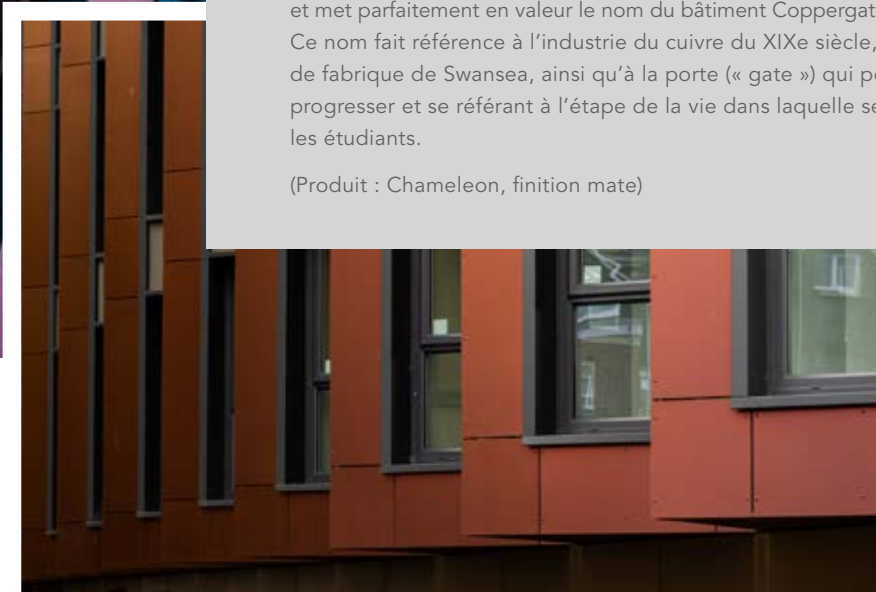 et met parfaitement en valeur le nom du bâtiment Coppergat
Ce nom fait référence à l’industrie du cuivre du XIXe siècle,
de fabrique de Swansea, ainsi qu’à la porte (« gate ») qui
progresser et se référant à l’étape de la vie dans laquelle
les étudiants.
(Produit : Chameleon, finition mate)